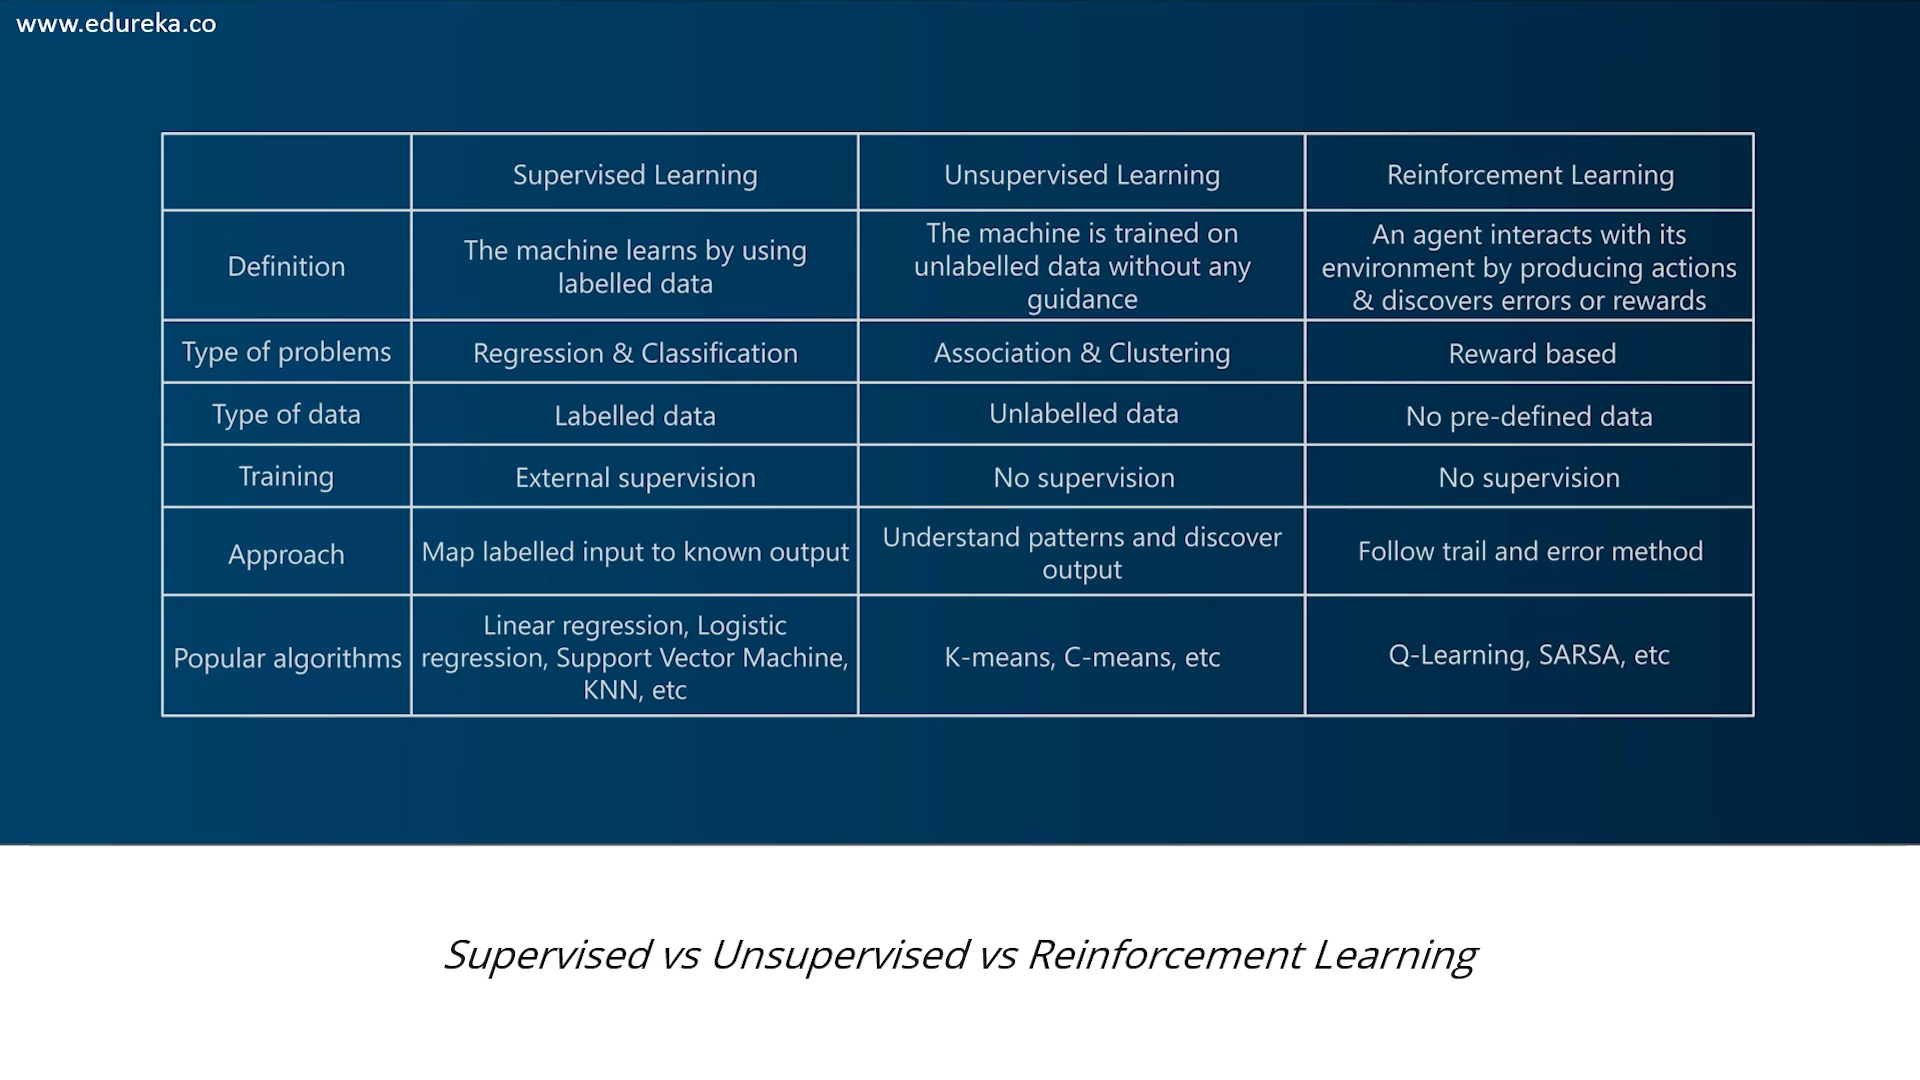 www.edureka.co
Supervised Learning
Unsupervised Learning
Reinforcement Learning
Definition
The machine learns by using
labelled data
The machine is trained on
unlabelled data without any
guidance
An agent interacts with its
environment by producing actions
& discovers errors or rewards
Type of problems
Regression & Classification
Association & Clustering
Reward based
Type of data
Labelled data
Unlabelled data
No pre-defined data
Training
External supervision
No supervision
No supervision
Approach
Map labelled input to known output
Understand patterns and discover
output
Follow trail and error method
Popular algorithms
Linear regression, Logistic
regression, Support Vector Machine,
KNN, etc
K-means, C-means, etc
Q-Learning, SARSA, etc
Supervised vs Unsupervised vs Reinforcement Learning